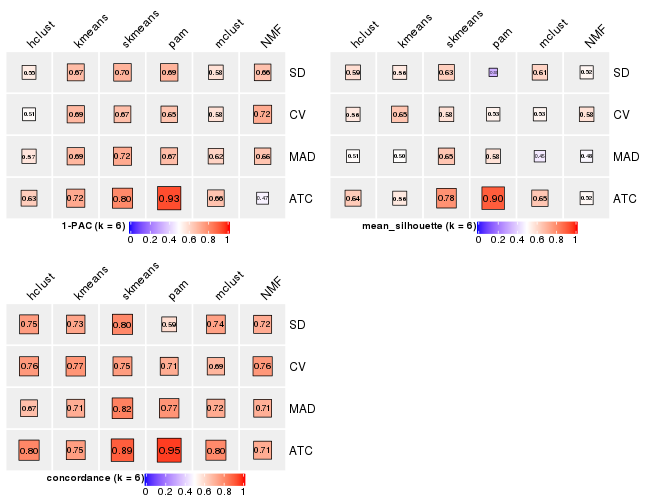 hclust kmeans skmeans pam mclust NMF
0.55 0.67 0.70 0.69 0.58 0.66 SD
0.51 0.69 0.67 0.65 0.58 0.72 CV
0.57 0.69 0.72 0.67 0.62 0.66 MAD
0.63 0.72 0.80 0.93 0.66 0.47 ATC
1-PAC (k = 6)
0 0.2 0.4 0.6 0.8 1
hclust kmeans skmeans pam mclust NMF
0.59 0.56 0.63 0.61 0.52 SD
0.56 0.65 0.58 0.53 0.53 0.58 CV
0.51 0.50 0.65 0.58 0.45 0.48 MAD
0.64 0.56 0.78 0.90 0.65 0.52 ATC
mean_silhouette (k = 6)
0 0.2 0.4 0.6 0.8 1
hclust kmeans skmeans pam mclust NMF
0.75 0.73 0.80 0.59 0.74 0.72 SD
0.76 0.77 0.75 0.71 0.69 0.76 CV
0.67 0.71 0.82 0.77 0.72 0.71 MAD
0.80 0.75 0.89 0.95 0.80 0.71 ATC
concordance (k = 6)
0 0.2 0.4 0.6 0.8 1